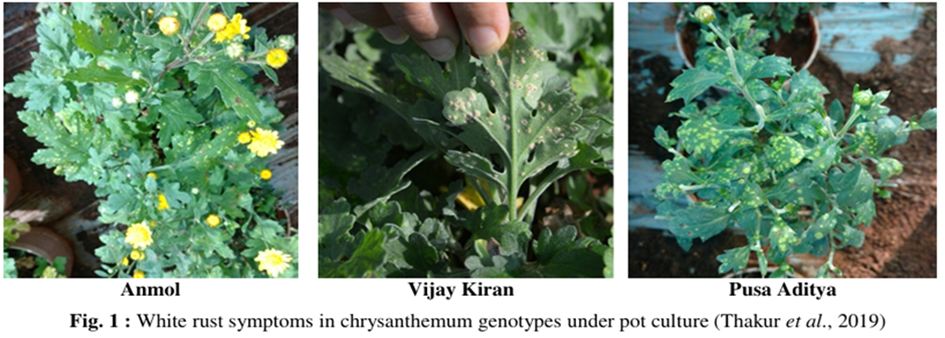 Anmol
Vijay Kiran
Pusa Aditya
Fig. 1 : White rust symptoms in chrysanthemum genotypes under pot culture (Thakur et al., 2019)